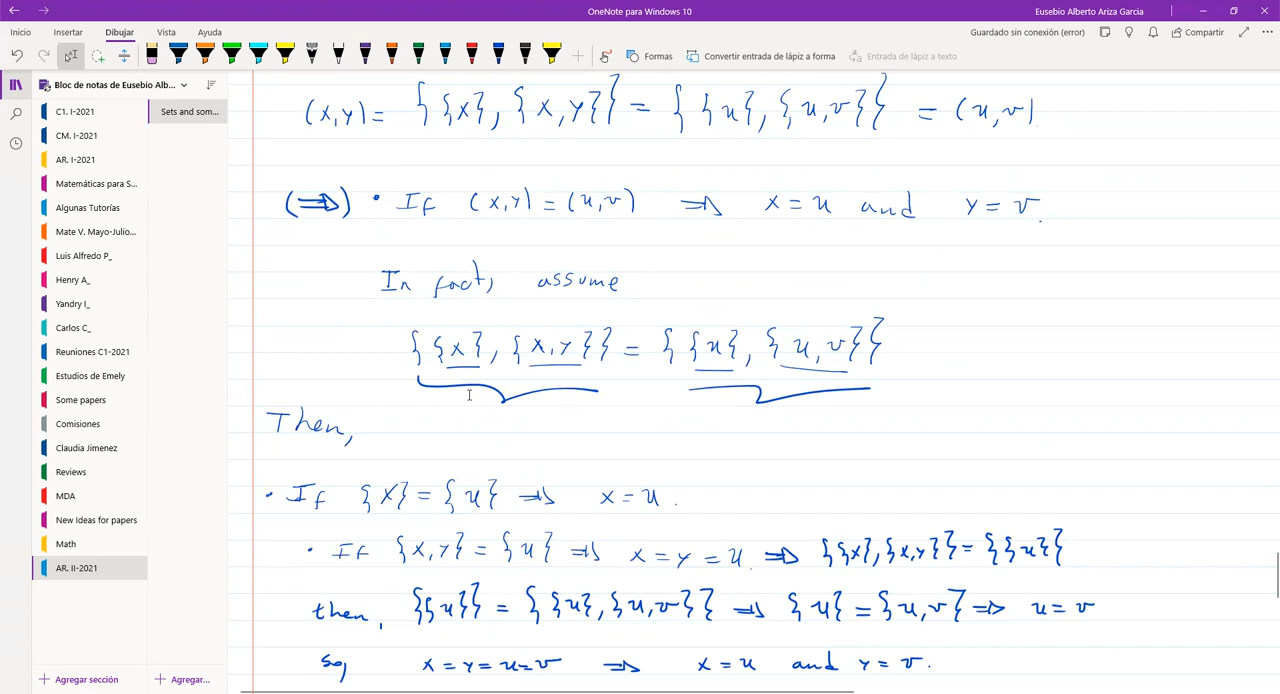 OneNote para Windows 10
Eusebio Alberto Ariza Garcia
Inicio Insertar Dibujar Vista Ayuda
Guardado sin conexión (error) Compartir
Formas Convertir entrada de lápiz a forma Entrada de lápiz a texto
Bloc de notas de Eusebio Alb...
C1. I-2021
CM. I-2021
AR. I-2021
Matemáticas para S...
Algunas Tutorías
Mate V. Mayo-Julio...
Luis Alfredo P_
Henry A_
Yandry I_
Carlos C_
Reuniones C1-2021
Estudios de Emely
Some papers
Comisiones
Claudia Jimenez
Reviews
MDA
New Ideas for papers
Math
AR. II-2021
Agregar sección
Sets and som...
Agregar...
(x,y) = {{x}, {x,y}} = {{u}, {u,v}} = (u,v)
(⇒) • If (x,y) = (u,v) ⇒ x = u and y = v.
In fact, assume
{{x}, {x,y}} = {{u}, {u,v}}
Then,
• If {x} = {u} ⇒ x = u.
• If {x,y} = {u} ⇒ x = y = u. ⇒ {{x},{x,y}} = {{u}}
then, {{u}} = {{u},{u,v}} ⇒ {u} = {u,v} ⇒ u = v
So, x = y = u = v ⇒ x = u and y = v.